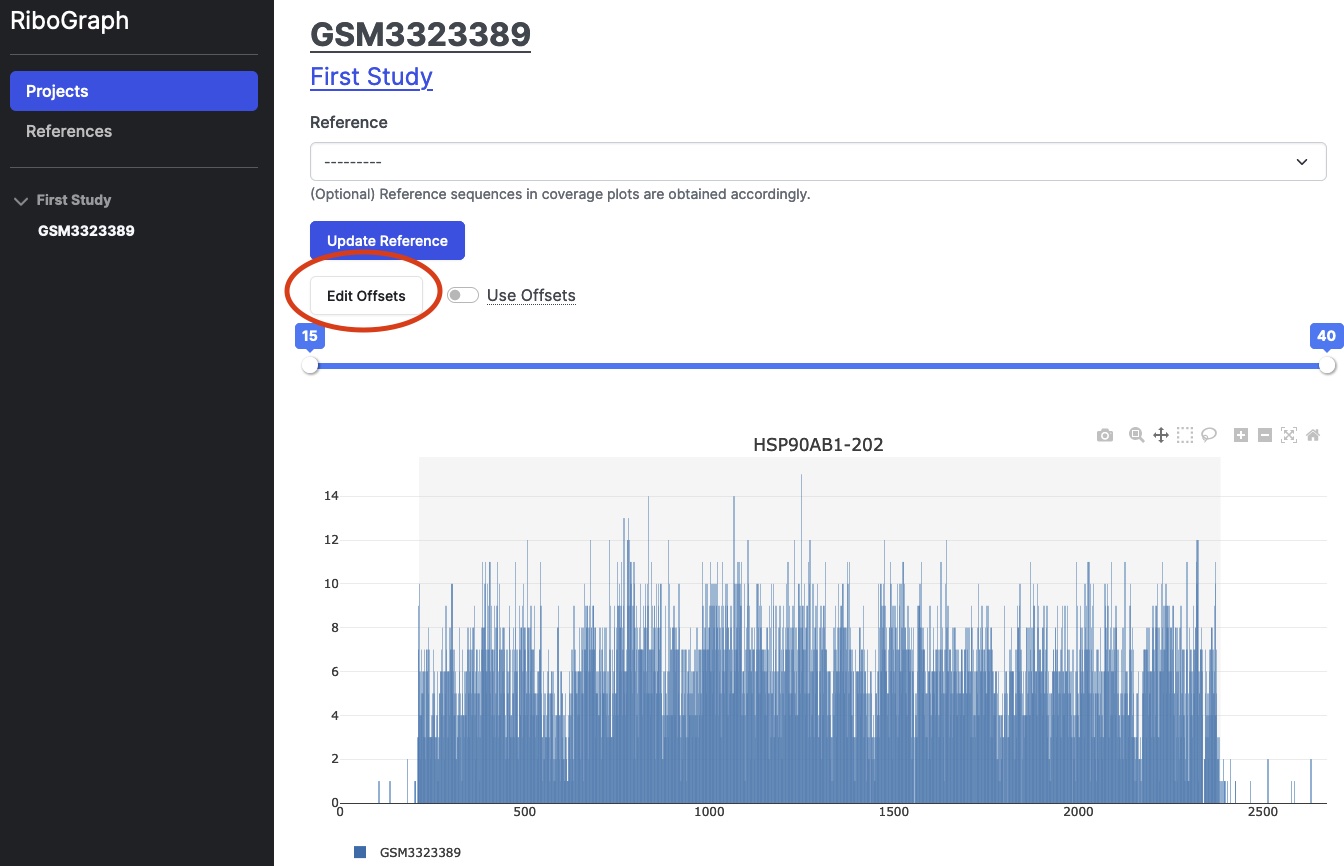 RiboGraph
Projects
References
First Study
GSM3323389
GSM3323389
First Study
Reference
---------
(Optional) Reference sequences in coverage plots are obtained accordingly.
Update Reference
Edit Offsets
Use Offsets
15
40
HSP90AB1-202
14
12
10
8
6
4
2
0
0
500
1000
1500
2000
2500
GSM3323389